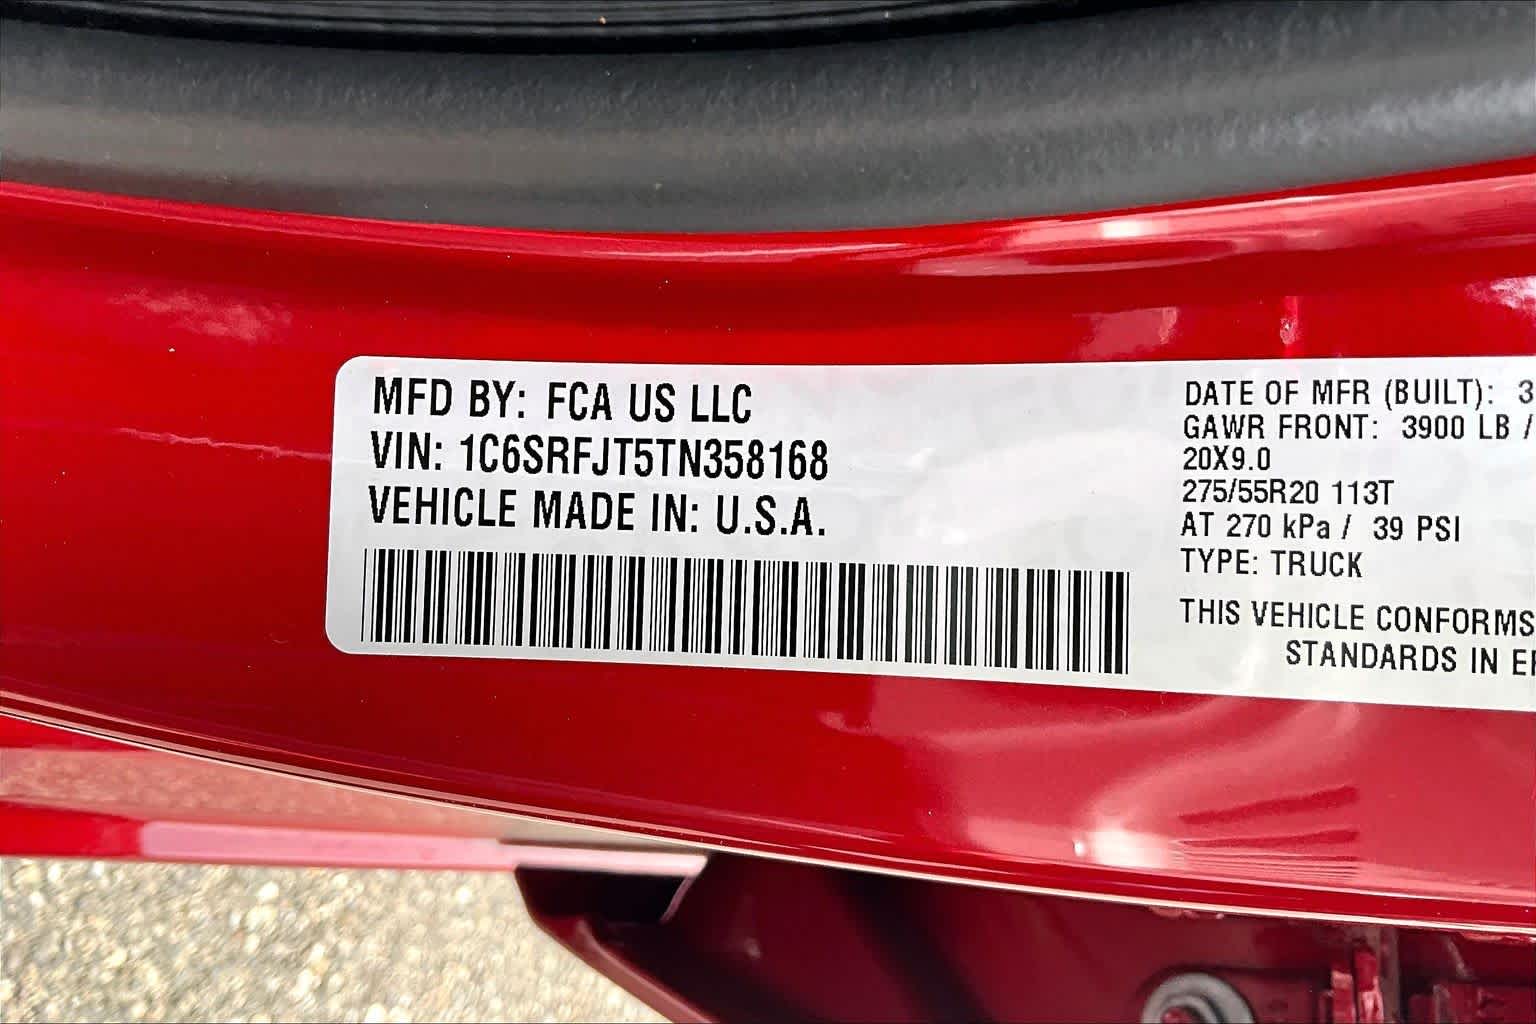 MFD BY: FCA US LLC
VIN: 1C6SRFJT5TN358168
VEHICLE MADE IN: U.S.A.
DATE OF MFR (BUILT): 3
GAWR FRONT: 3900 LB /
20X9.0
275/55R20 113T
AT 270 kPa / 39 PSI
TYPE: TRUCK
THIS VEHICLE CONFORMS
STANDARDS IN